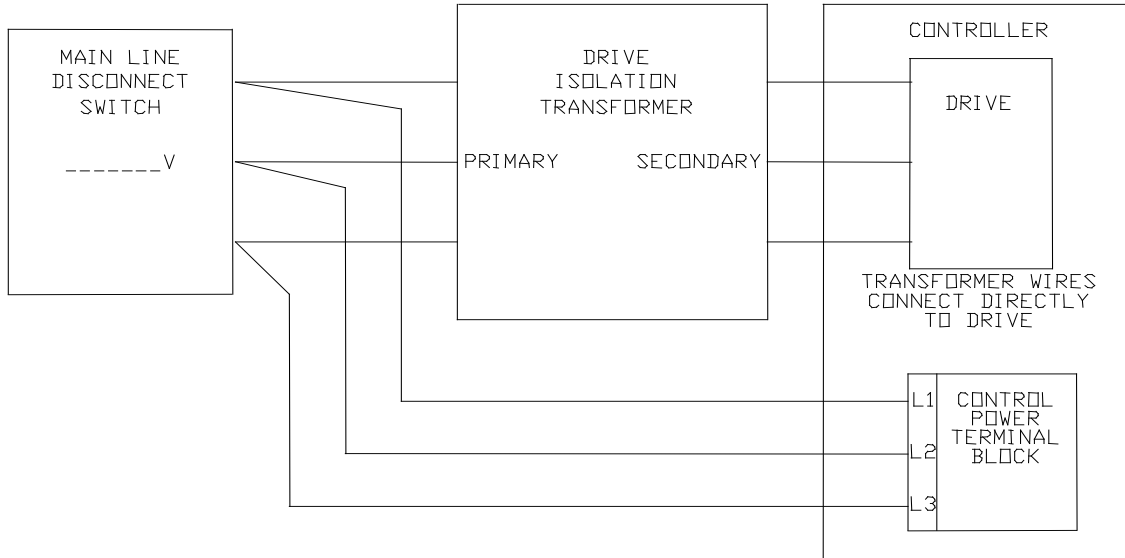 MAIN LINE
DISCONNECT
SWITCH
_______V
DRIVE
ISOLATION
TRANSFORMER
PRIMARY
SECONDARY
CONTROLLER
DRIVE
TRANSFORMER WIRES
CONNECT DIRECTLY
TO DRIVE
L1
L2
L3
CONTROL
POWER
TERMINAL
BLOCK